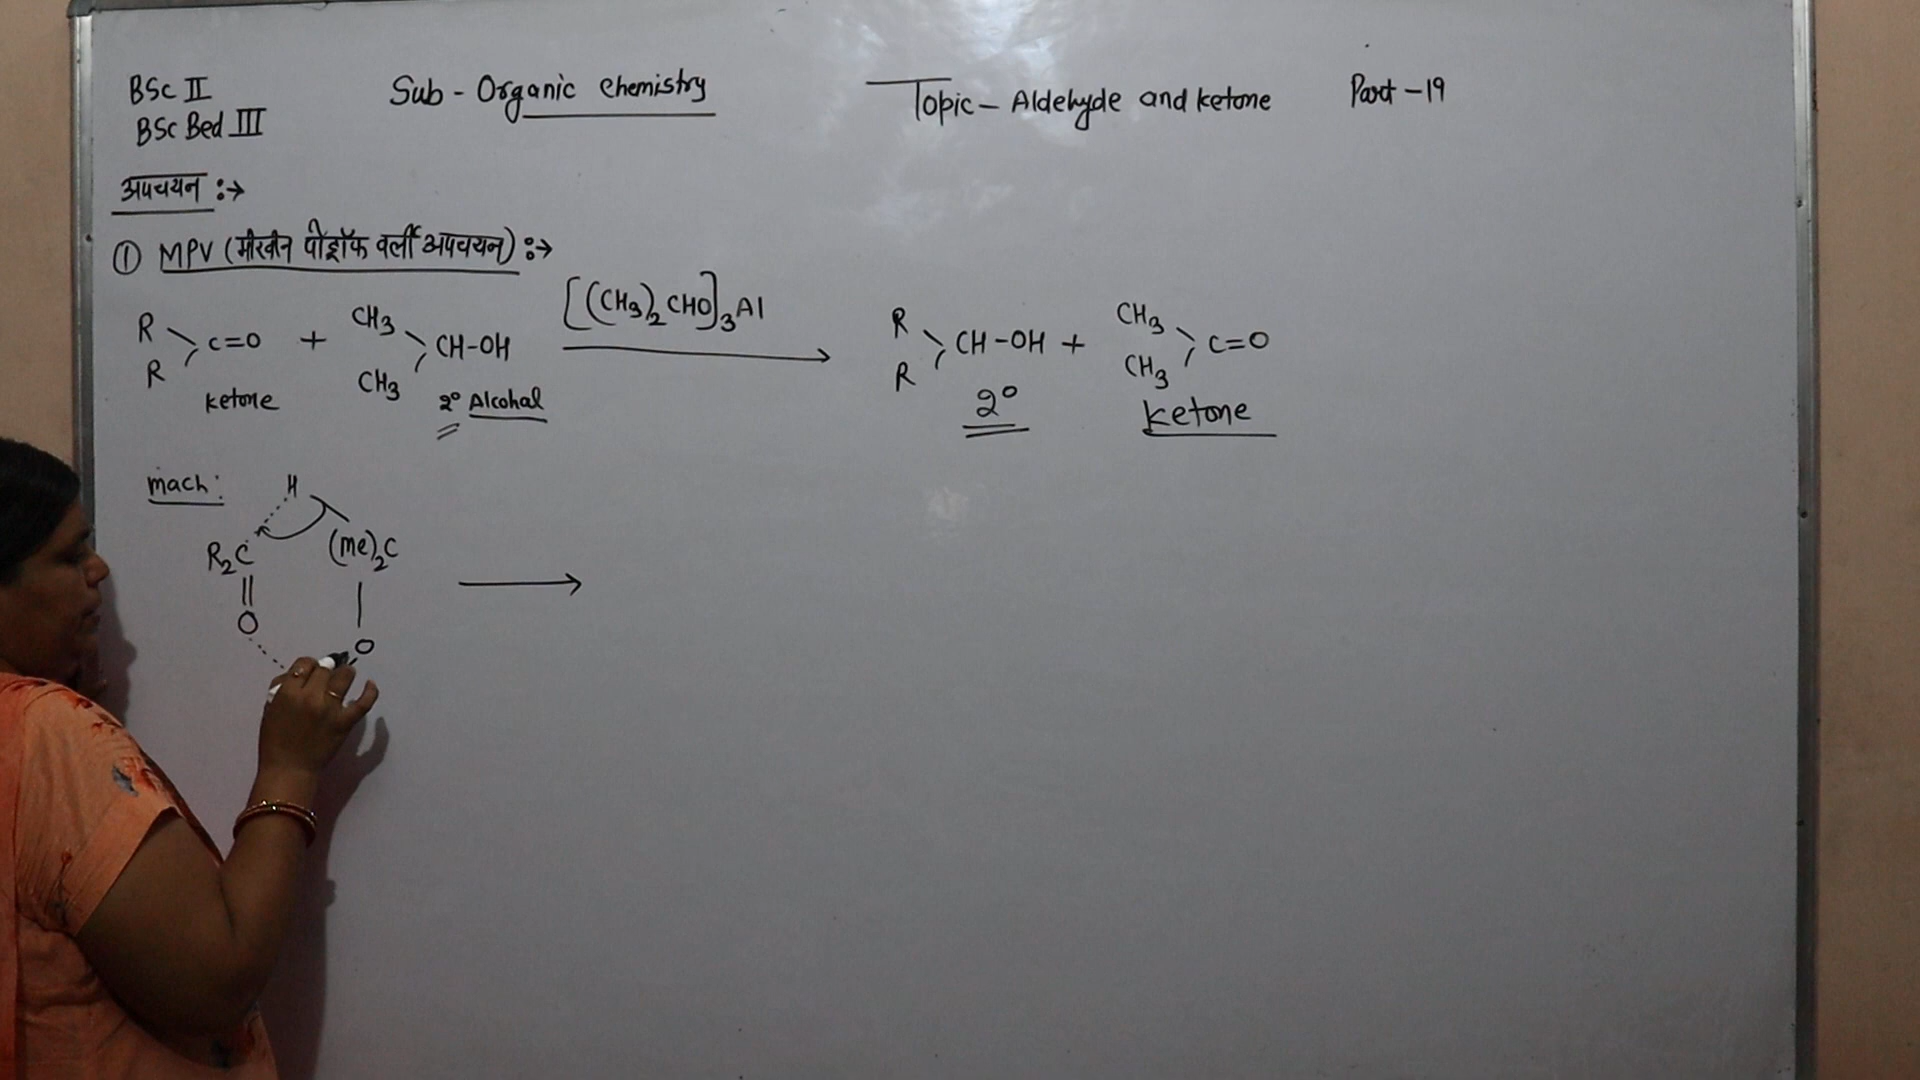 BSc II Sub - Organic chemistry Topic - Aldehyde and ketone Part - 19
BSc Bed III
अपचयन :→
① MPV (मीरवीन पोंड्रॉफ वर्ली अपचयन) :→
R R C=O + CH3 CH3 CH-OH [(CH3)2CHO]3Al → R R CH-OH + CH3 CH3 C=O
ketone 2° Alcohal 2° ketone
mach:
H
R2C (me)2C →
O O